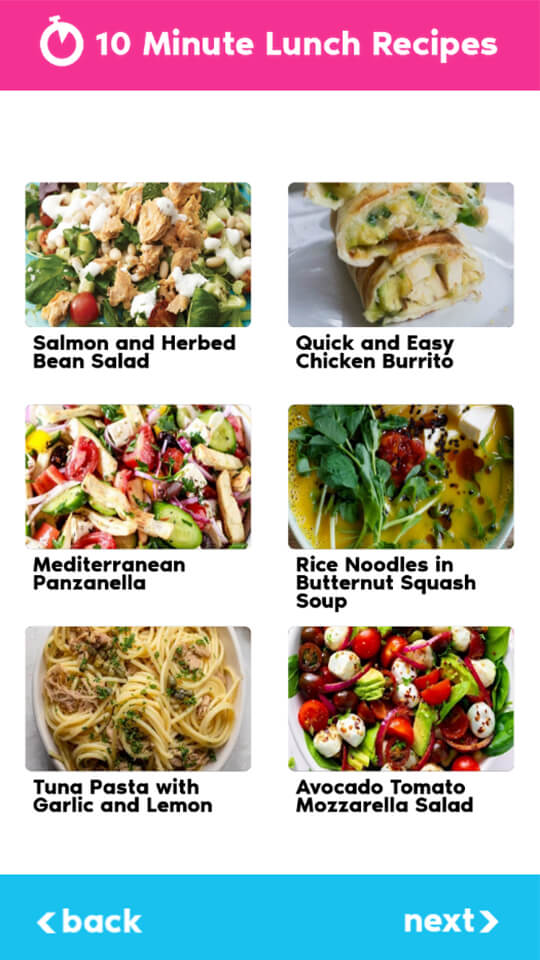 10 Minute Lunch Recipes
Salmon and Herbed
Bean Salad
Quick and Easy
Chicken Burrito
Mediterranean
Panzanella
Rice Noodles in
Butternut Squash
Soup
Tuna Pasta with
Garlic and Lemon
Avocado Tomato
Mozzarella Salad
back
next